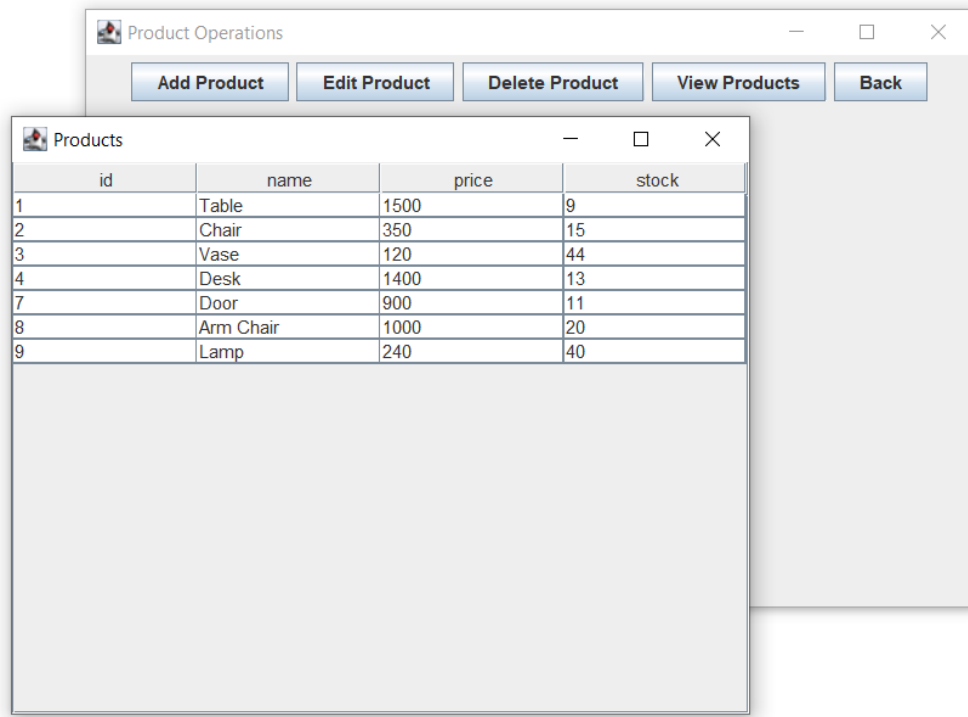 Product Operations
Add Product Edit Product Delete Product View Products Back
Products
id name price stock
1 Table 1500 9
2 Chair 350 15
3 Vase 120 44
4 Desk 1400 13
7 Door 900 11
8 Arm Chair 1000 20
9 Lamp 240 40